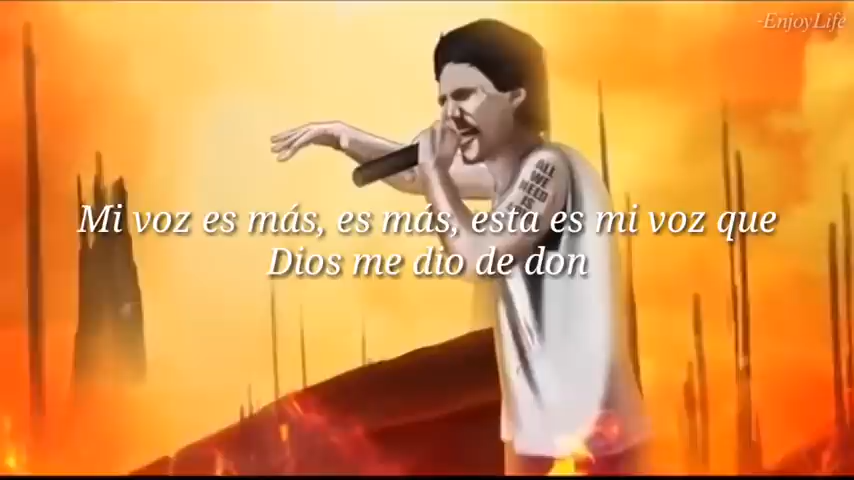 -EnjoyLife
ALL
WE
NEED
IS
Mi voz es más, es más, esta es mi voz que
Dios me dio de don